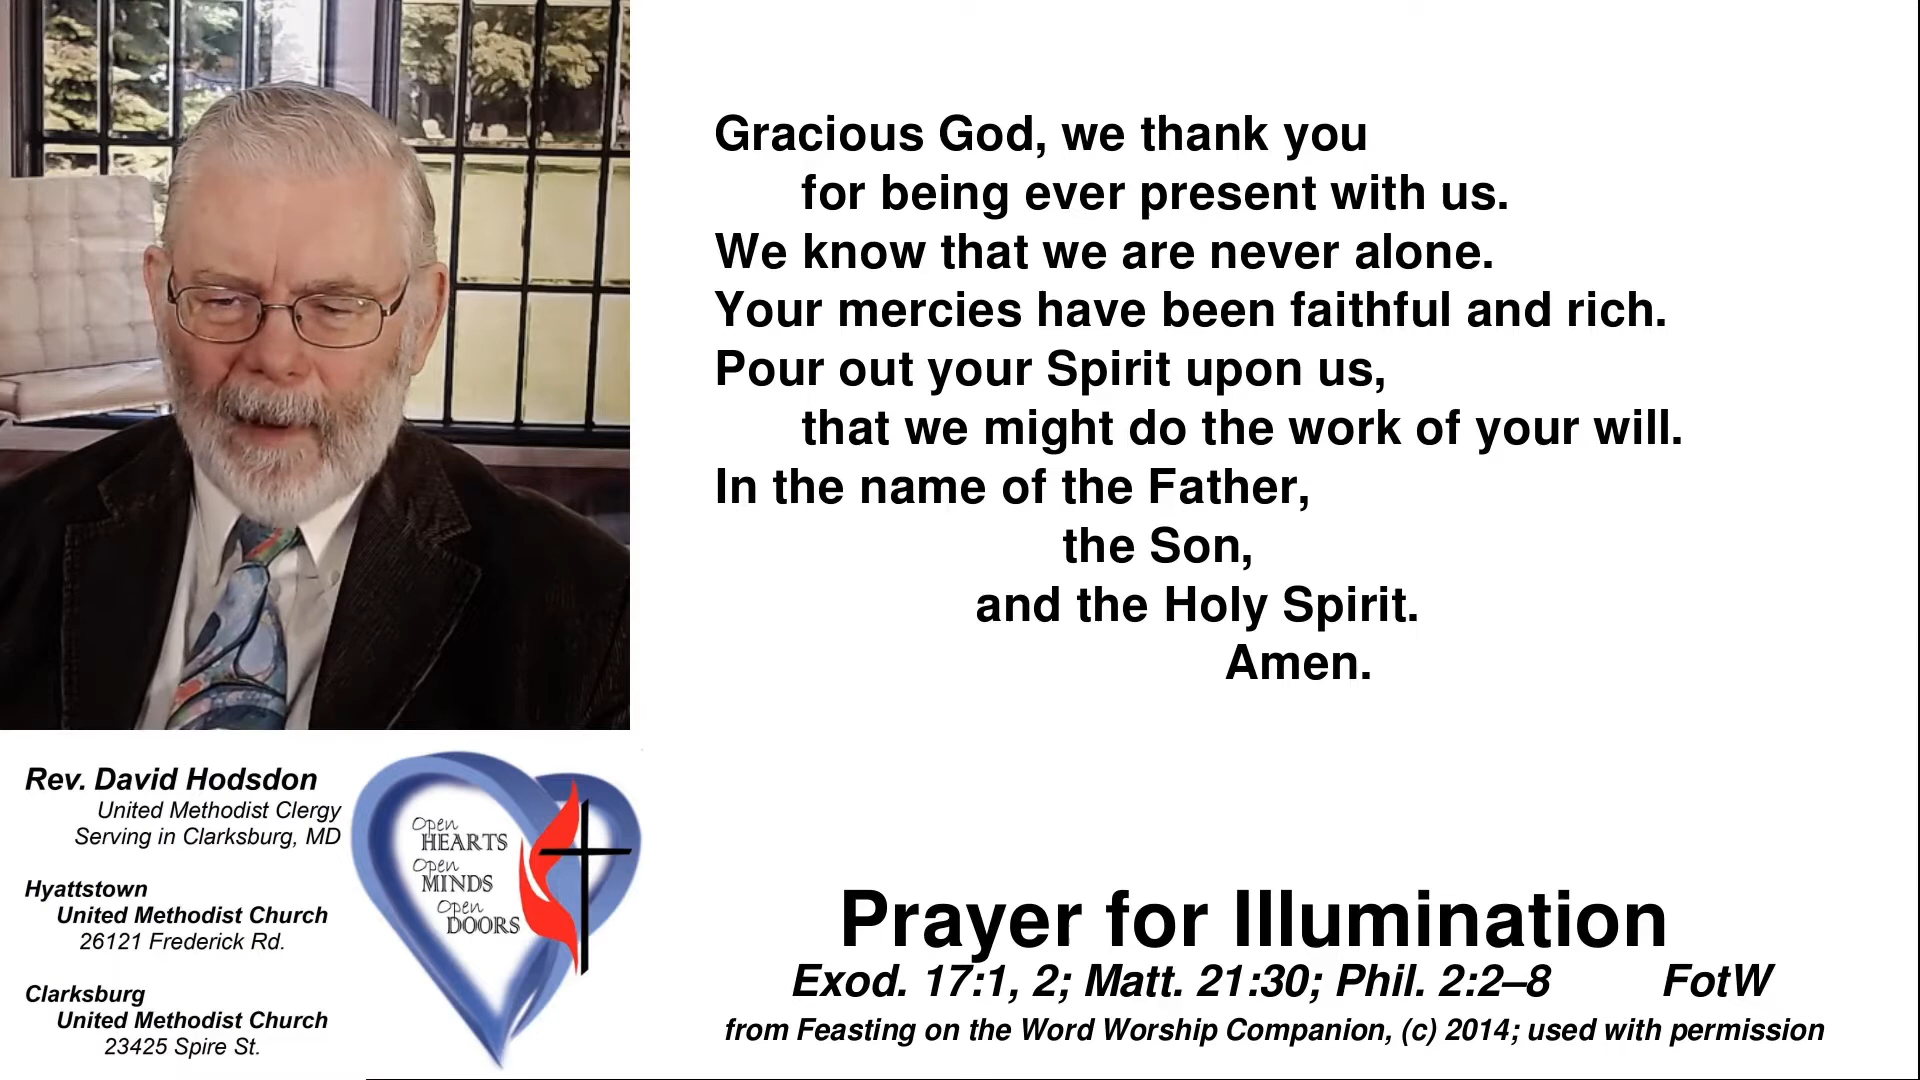 Gracious God, we thank you
for being ever present with us.
We know that we are never alone.
Your mercies have been faithful and rich.
Pour out your Spirit upon us,
that we might do the work of your will.
In the name of the Father,
the Son,
and the Holy Spirit.
Amen.
Rev. David Hodsdon
United Methodist Clergy
Serving in Clarksburg, MD
Hyattstown
United Methodist Church
26121 Frederick Rd.
Clarksburg
United Methodist Church
23425 Spire St.
Open
HEARTS
Open
MINDS
Open
DOORS
Prayer for Illumination
Exod. 17:1, 2; Matt. 21:30; Phil. 2:2–8 FotW
from Feasting on the Word Worship Companion, (c) 2014; used with permission